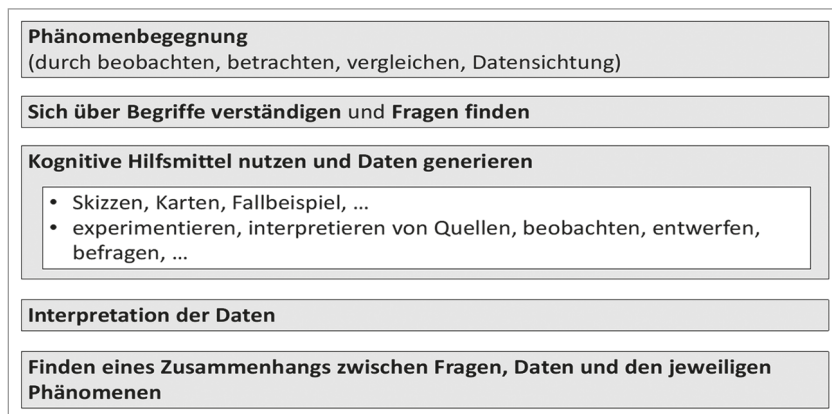 Phänomenbegegnung
(durch beobachten, betrachten, vergleichen, Datensichtung)
Sich über Begriffe verständigen und Fragen finden
Kognitive Hilfsmittel nutzen und Daten generieren
• Skizzen, Karten, Fallbeispiel, ...
• experimentieren, interpretieren von Quellen, beobachten, entwerfen,
befragen, ...
Interpretation der Daten
Finden eines Zusammenhangs zwischen Fragen, Daten und den jeweiligen
Phänomenen